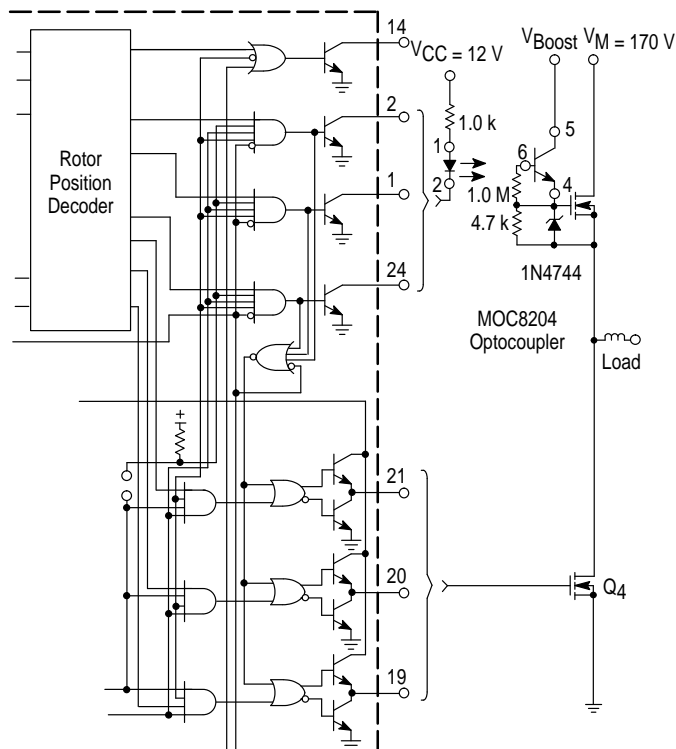 14
VCC = 12 V
VBoost
VM = 170 V
2
1.0 k
1
5
6
Rotor
Position
Decoder
1
2
1.0 M
4
4.7 k
1N4744
24
MOC8204
Optocoupler
Load
+
21
20
Q4
19